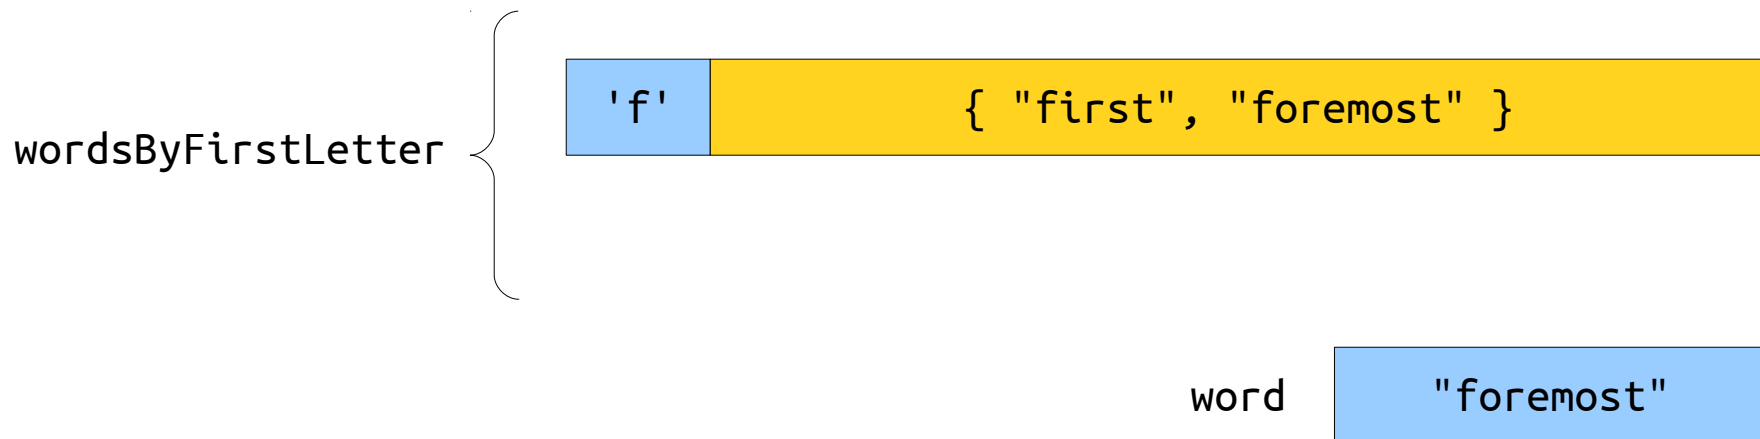 'f' { "first", "foremost" }
wordsByFirstLetter
word "foremost"